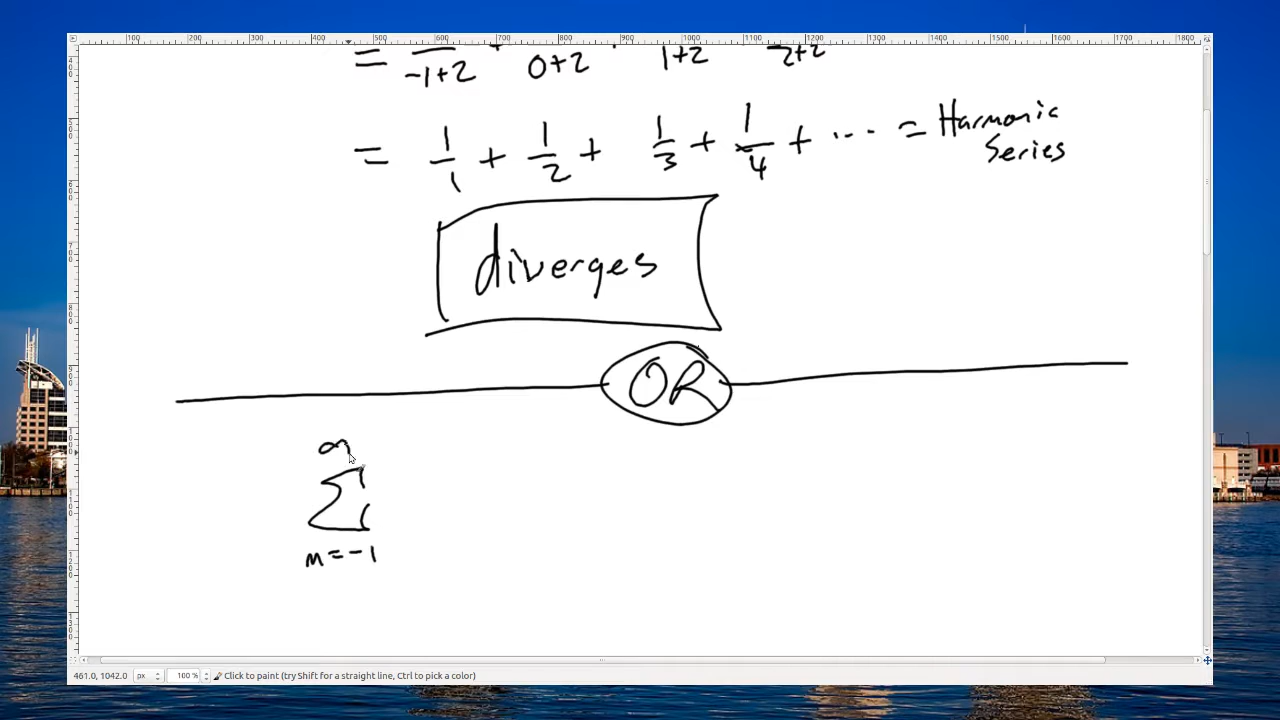 = -1+2 + 0+2 1+2 2+2
= 1/1 + 1/2 + 1/3 + 1/4 + ... = Harmonic Series
diverges
OR
∞
Σ
m=-1
461.0, 1042.0 px 100% Click to paint (try Shift for a straight line, Ctrl to pick a color)